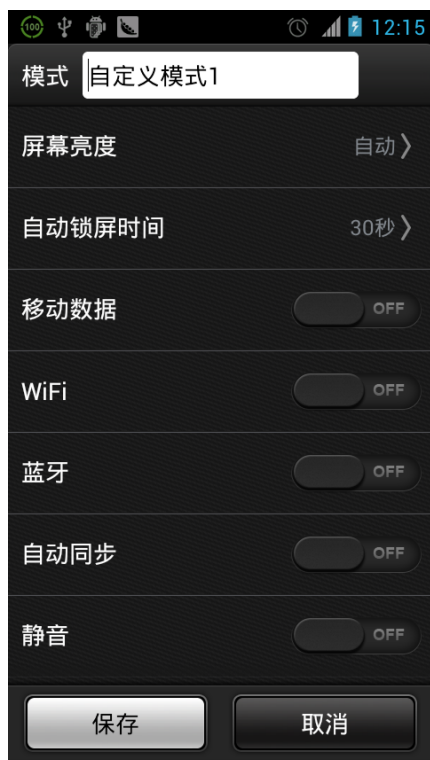 100 12:15
模式 自定义模式1
屏幕亮度 自动
自动锁屏时间 30秒
移动数据 OFF
WiFi OFF
蓝牙 OFF
自动同步 OFF
静音 OFF
保存 取消